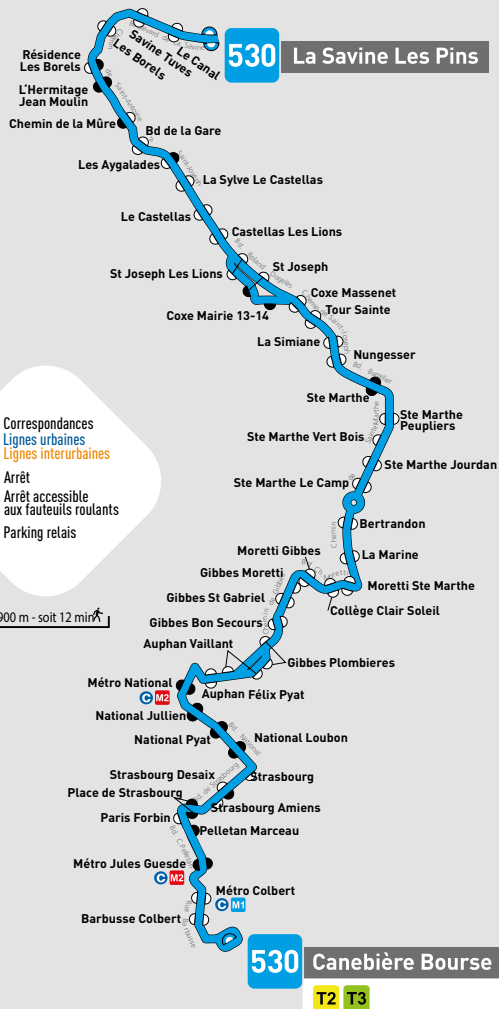 530 La Savine Les Pins
Le Canal
Savine Tuves
Les Borels
Résidence
Les Borels
L'Hermitage
Jean Moulin
Chemin de la Mûre
Bd de la Gare
Les Aygalades
La Sylve Le Castellas
Le Castellas
Castellas Les Lions
St Joseph
St Joseph Les Lions
Coxe Massenet
Coxe Mairie 13-14
Tour Sainte
La Simiane
Nungesser
Ste Marthe
Ste Marthe
Peupliers
Ste Marthe Vert Bois
Ste Marthe Jourdan
Ste Marthe Le Camp
Bertrandon
Moretti Gibbes
La Marine
Gibbes Moretti
Moretti Ste Marthe
Gibbes St Gabriel
Collège Clair Soleil
Gibbes Bon Secours
Auphan Vaillant
Gibbes Plombieres
Métro National
C M2
Auphan Félix Pyat
National Jullien
National Pyat
National Loubon
Bd. National
Strasbourg Desaix
Strasbourg
Bd. de Strasbourg
Place de Strasbourg
Strasbourg Amiens
Paris Forbin
Pelletan Marceau
Métro Jules Guesde
C M2
Métro Colbert
C M1
Barbusse Colbert
530 Canebière Bourse
T2 T3
Correspondances
Lignes urbaines
Lignes interurbaines
Arrêt
Arrêt accessible
aux fauteuils roulants
Parking relais
900 m - soit 12 min